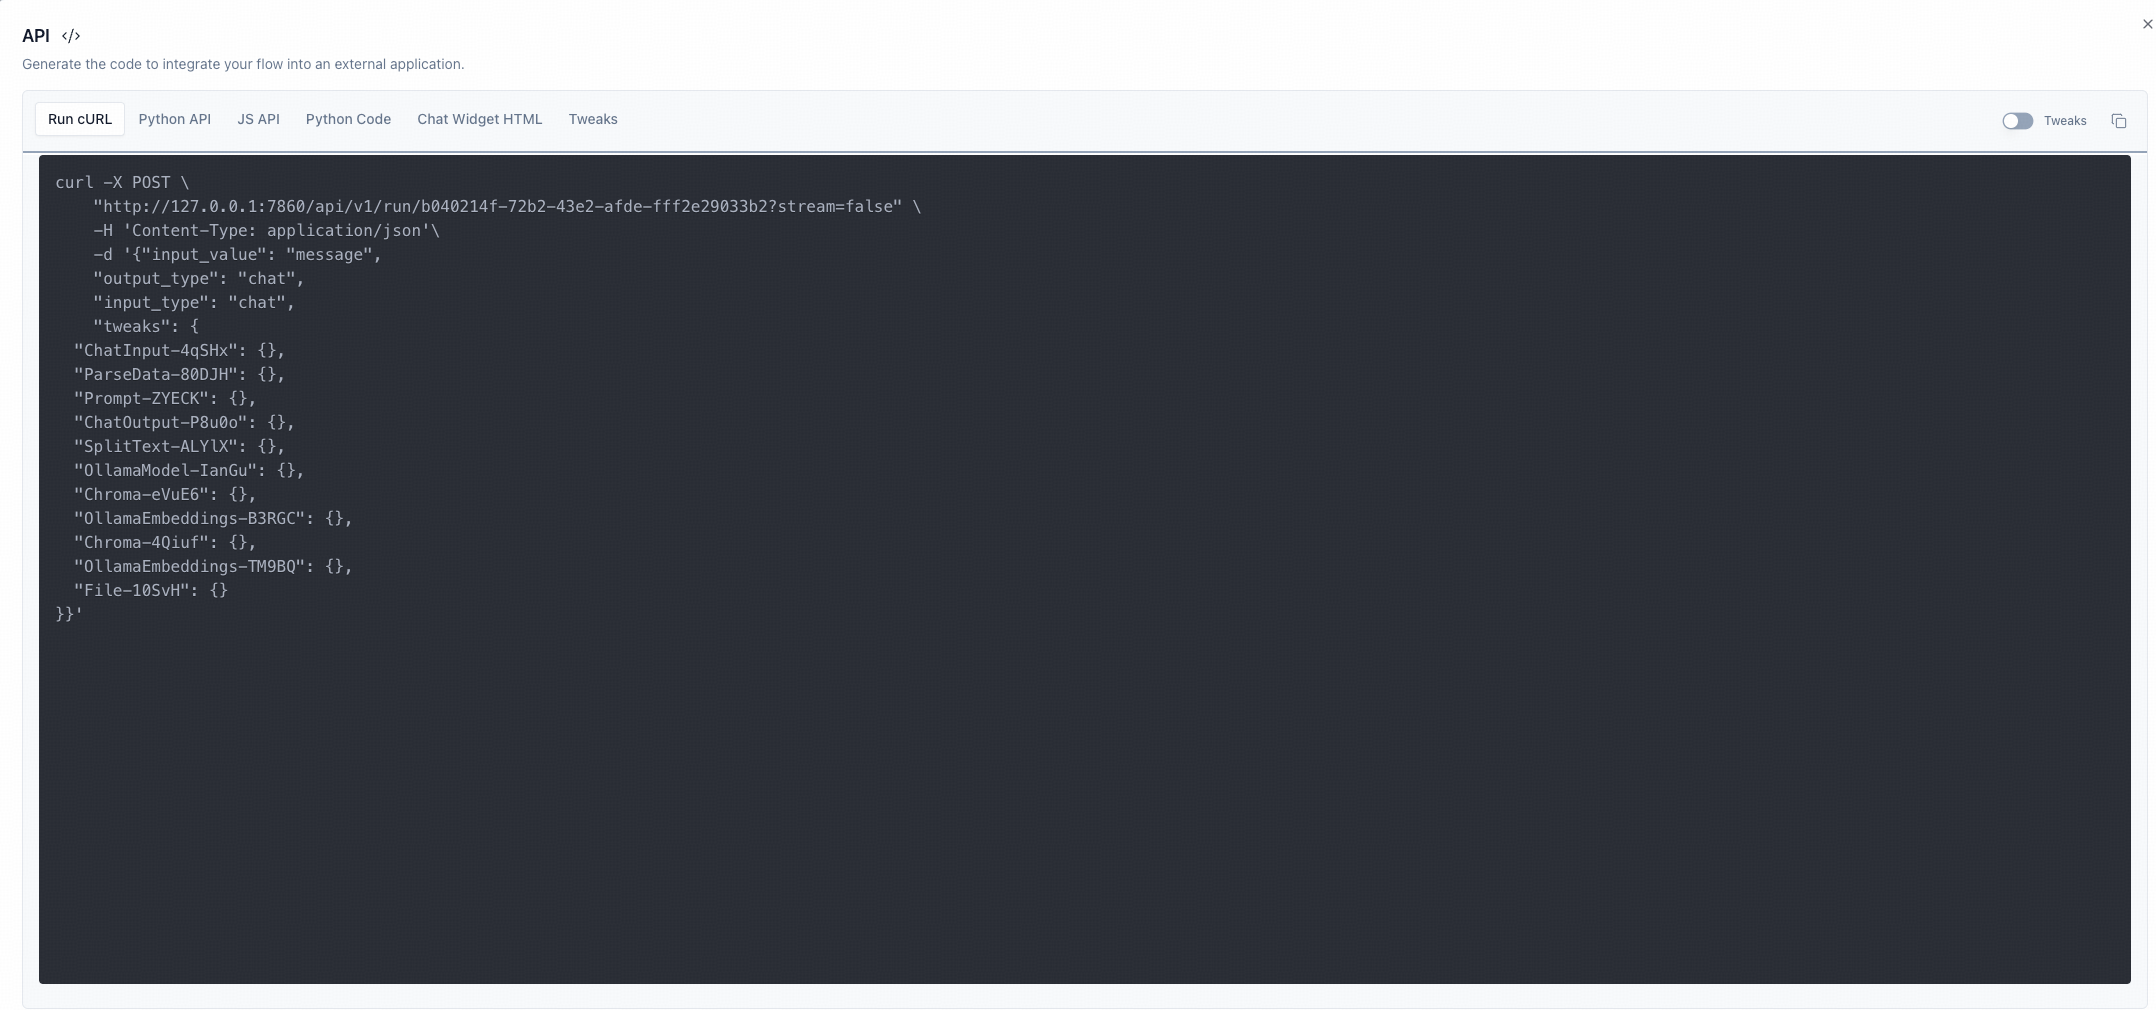 API </>
Generate the code to integrate your flow into an external application.
Run cURL Python API JS API Python Code Chat Widget HTML Tweaks Tweaks
curl -X POST \
    "http://127.0.0.1:7860/api/v1/run/b040214f-72b2-43e2-afde-fff2e29033b2?stream=false" \
    -H 'Content-Type: application/json'\
    -d '{"input_value": "message",
    "output_type": "chat",
    "input_type": "chat",
    "tweaks": {
  "ChatInput-4qSHx": {},
  "ParseData-80DJH": {},
  "Prompt-ZYECK": {},
  "ChatOutput-P8u0o": {},
  "SplitText-ALYlX": {},
  "OllamaModel-IanGu": {},
  "Chroma-eVuE6": {},
  "OllamaEmbeddings-B3RGC": {},
  "Chroma-4Qiuf": {},
  "OllamaEmbeddings-TM9BQ": {},
  "File-10SvH": {}
}}'